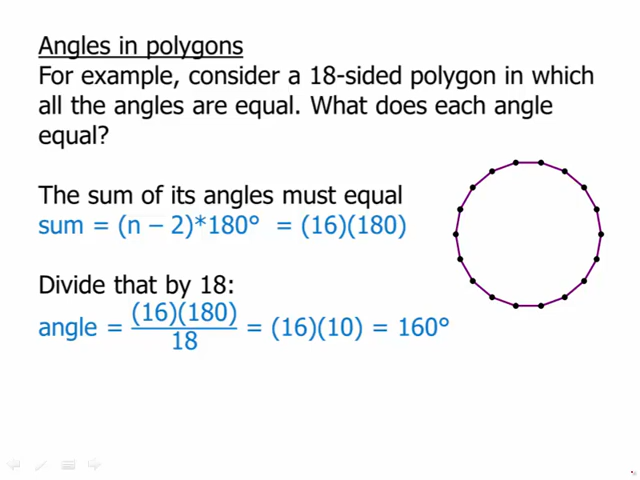 Angles in polygons
For example, consider a 18-sided polygon in which
all the angles are equal. What does each angle
equal?
The sum of its angles must equal
sum = (n – 2)*180° = (16)(180)
Divide that by 18:
angle = (16)(180)/18 = (16)(10) = 160°